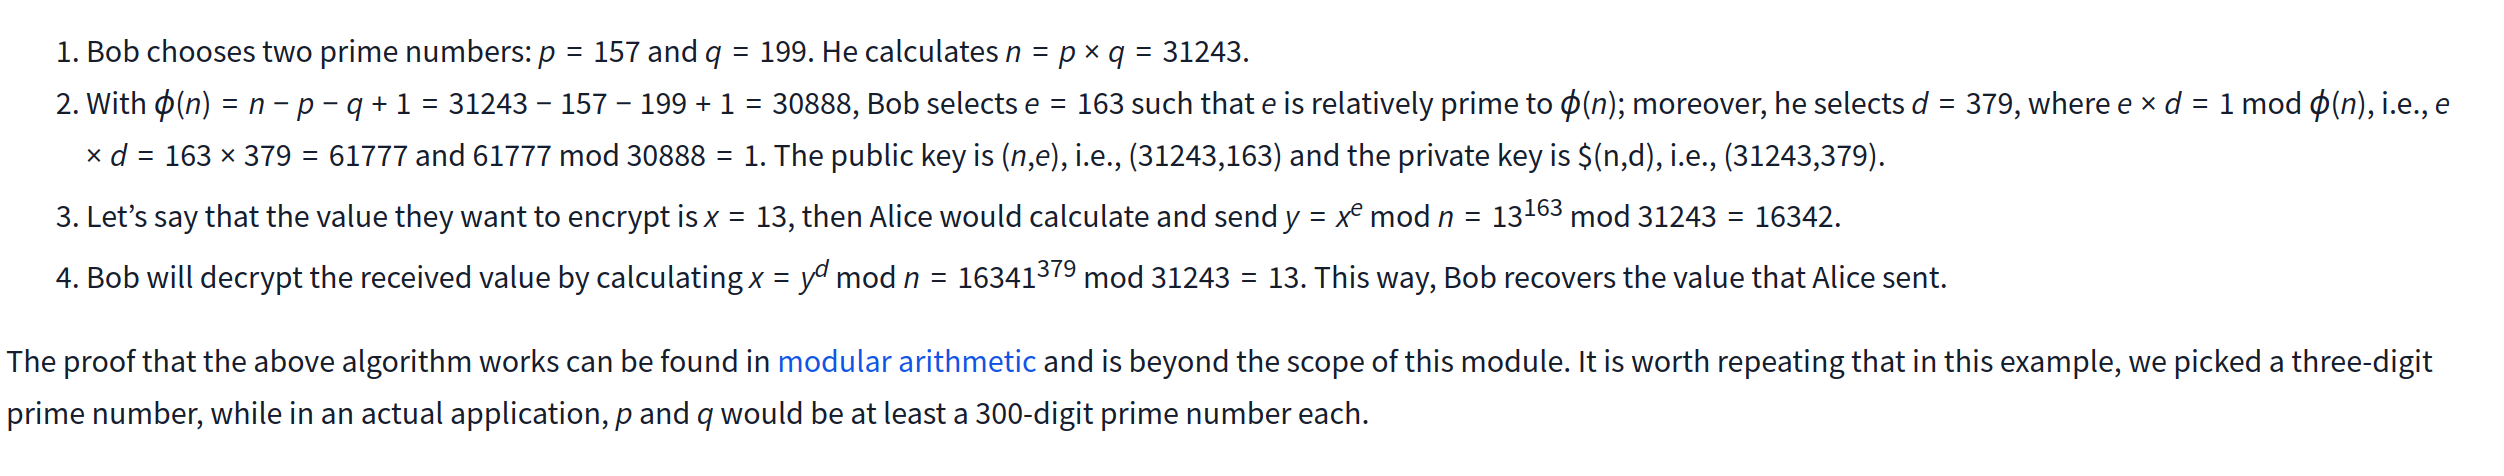 1. Bob chooses two prime numbers: p = 157 and q = 199. He calculates n = p × q = 31243.
2. With ϕ(n) = n − p − q + 1 = 31243 − 157 − 199 + 1 = 30888, Bob selects e = 163 such that e is relatively prime to ϕ(n); moreover, he selects d = 379, where e × d = 1 mod ϕ(n), i.e., e
× d = 163 × 379 = 61777 and 61777 mod 30888 = 1. The public key is (n,e), i.e., (31243,163) and the private key is $(n,d), i.e., (31243,379).
3. Let’s say that the value they want to encrypt is x = 13, then Alice would calculate and send y = xᵉ mod n = 13¹⁶³ mod 31243 = 16342.
4. Bob will decrypt the received value by calculating x = yᵈ mod n = 16341³⁷⁹ mod 31243 = 13. This way, Bob recovers the value that Alice sent.
The proof that the above algorithm works can be found in modular arithmetic and is beyond the scope of this module. It is worth repeating that in this example, we picked a three-digit
prime number, while in an actual application, p and q would be at least a 300-digit prime number each.